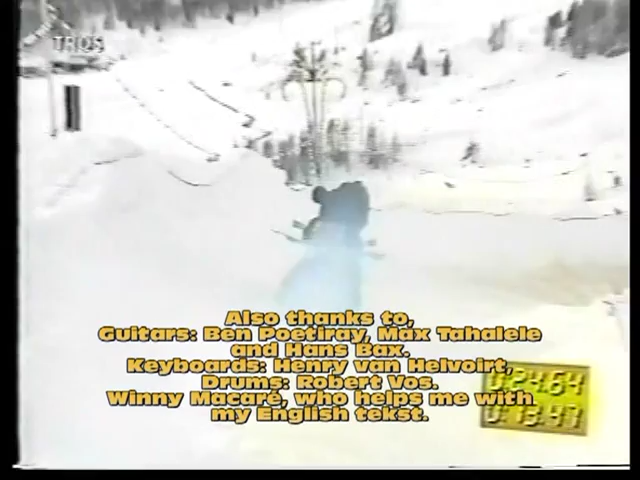 TROS
Also thanks to,
Guitars: Ben Poetiray, Max Tahalele
and Hans Bax.
Keyboards: Henry van Helvoirt,
Drums: Robert Vos.
Winny Macaré, who helps me with
my English tekst.
0:24.64
0:13.47